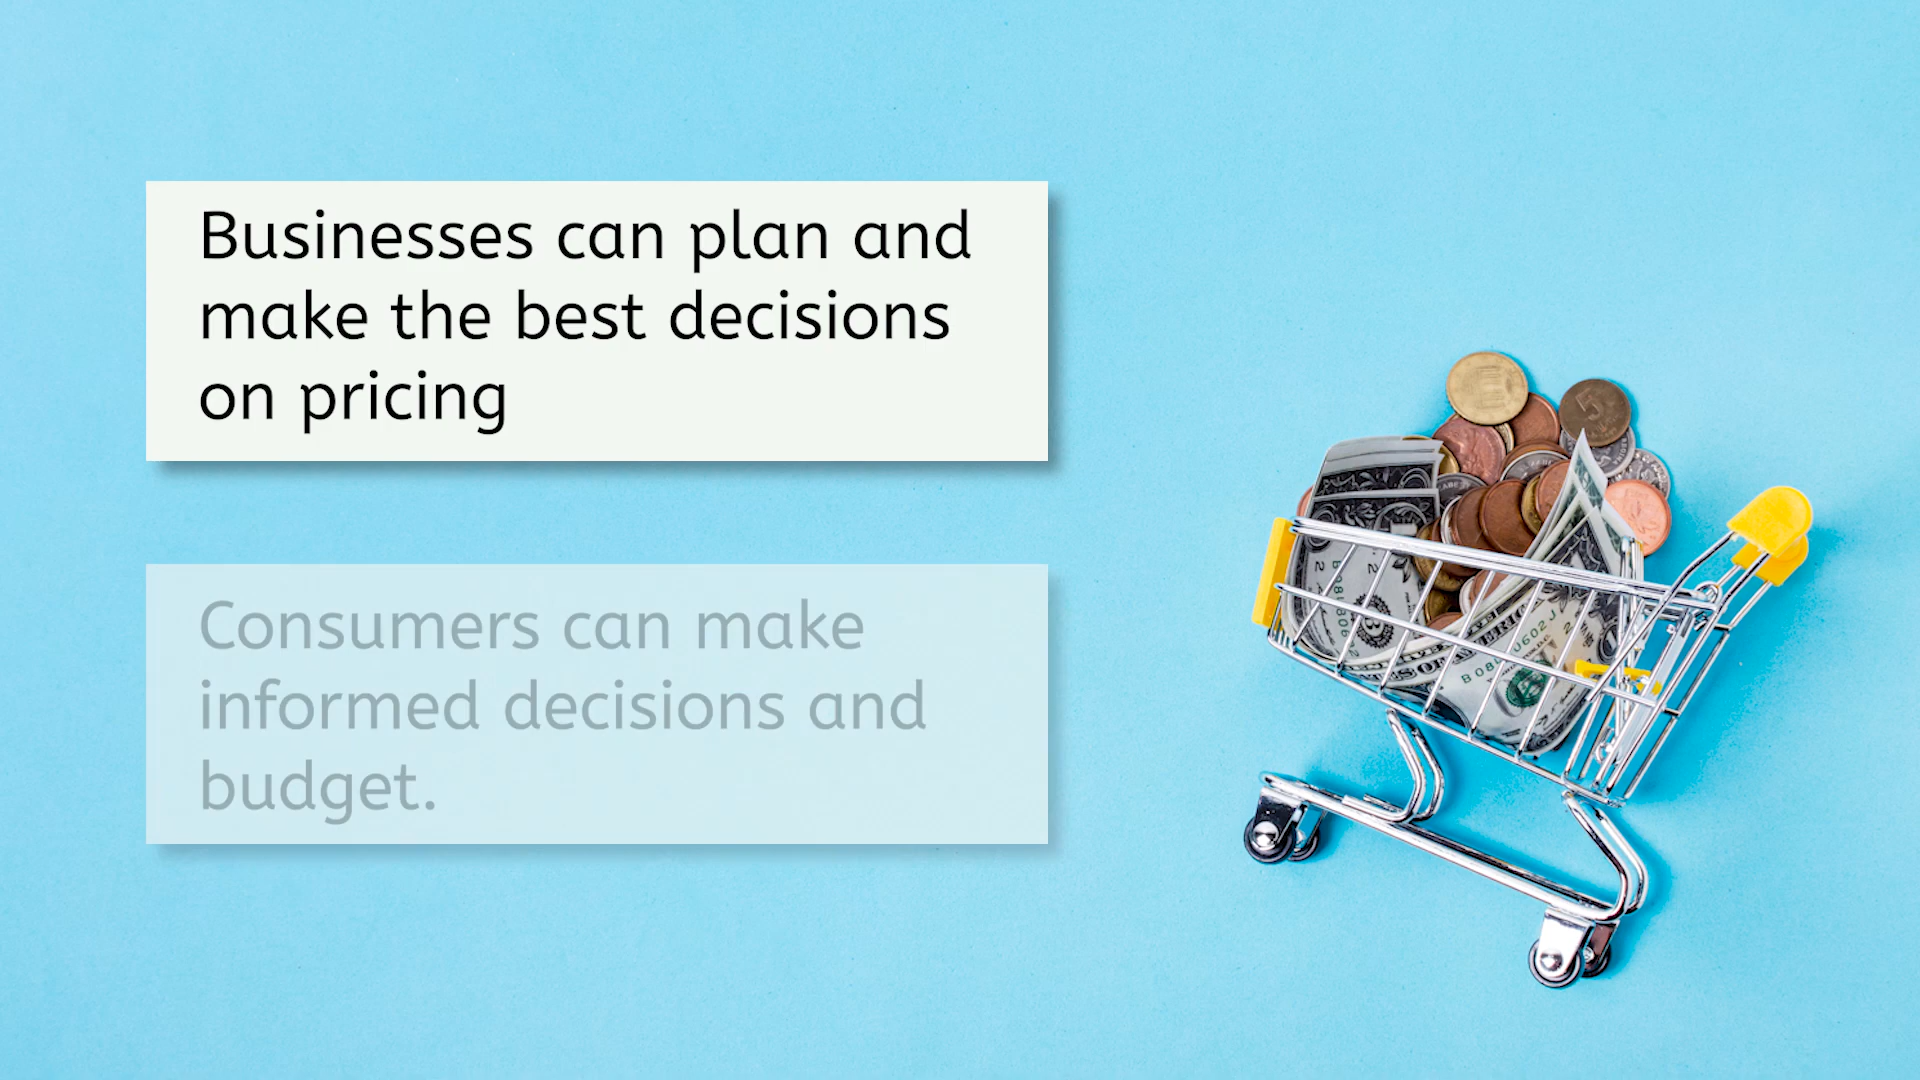 Businesses can plan and
make the best decisions
on pricing
Consumers can make
informed decisions and
budget.